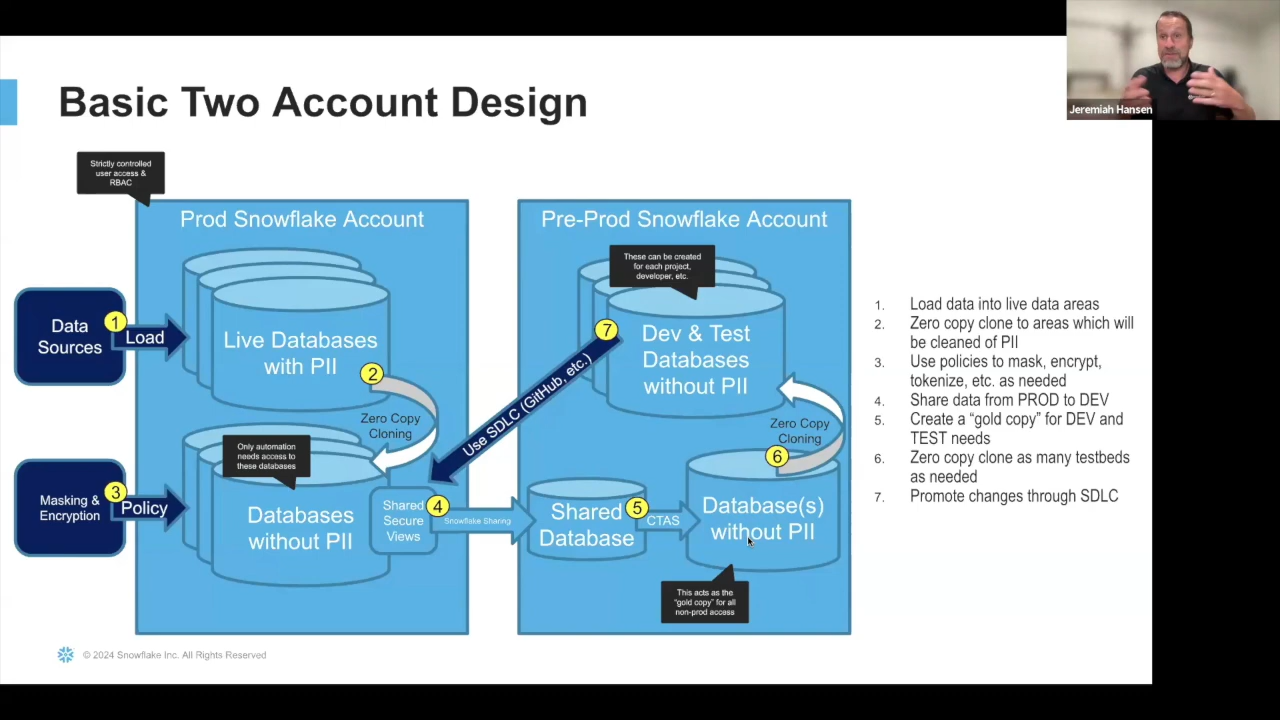 Jeremiah Hansen
Basic Two Account Design
Strictly controlled
user access &
RBAC
Prod Snowflake Account
Data
Sources
1
Load
Live Databases
with PII
2
Zero Copy
Cloning
Only automation
needs access to
these databases
Masking &
Encryption
3
Policy
Databases
without PII
Shared
Secure
Views
4
Snowflake Sharing
Pre-Prod Snowflake Account
These can be created
for each project,
developer, etc.
7
Dev & Test
Databases
without PII
Use SDLC (GitHub, etc.)
Zero Copy
Cloning
6
Shared
Database
5
CTAS
Database(s)
without PII
This acts as the
“gold copy” for all
non-prod access
1. Load data into live data areas
2. Zero copy clone to areas which will
be cleaned of PII
3. Use policies to mask, encrypt,
tokenize, etc. as needed
4. Share data from PROD to DEV
5. Create a “gold copy” for DEV and
TEST needs
6. Zero copy clone as many testbeds
as needed
7. Promote changes through SDLC
© 2024 Snowflake Inc. All Rights Reserved